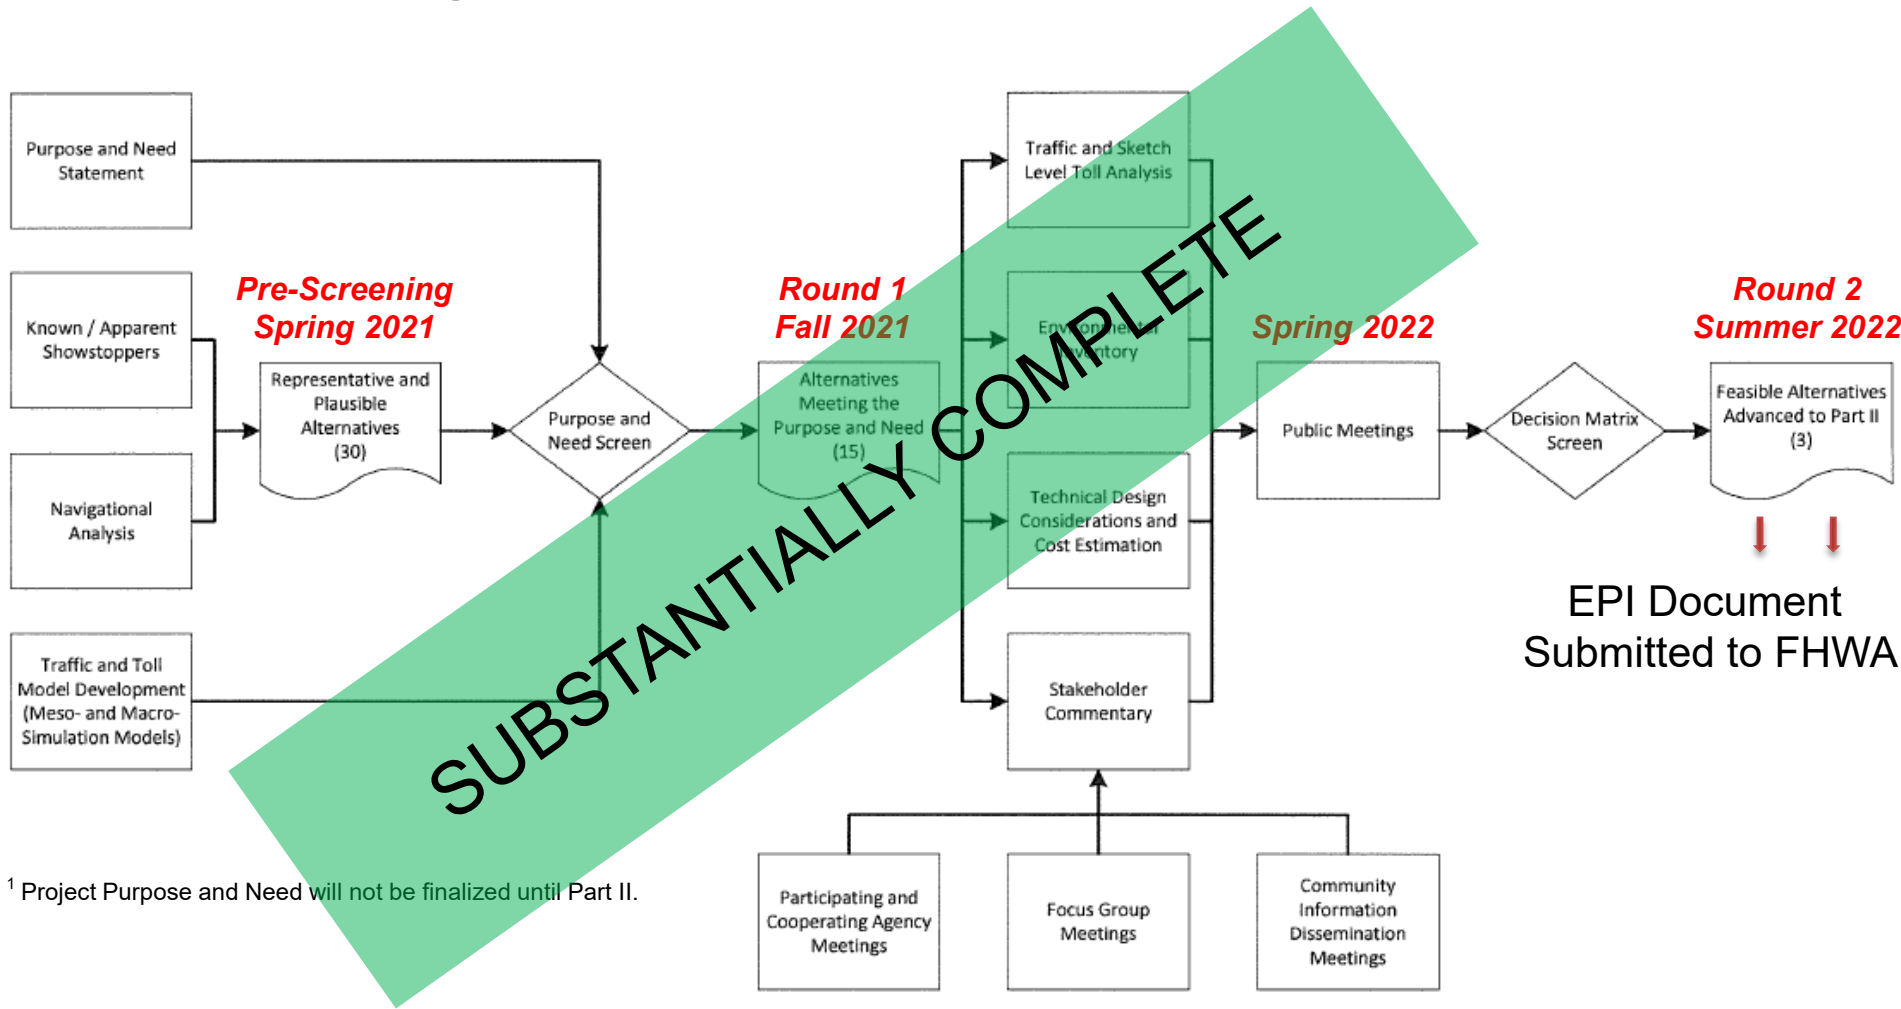 Purpose and Need
Statement
Known / Apparent
Showstoppers
Navigational
Analysis
Traffic and Toll
Model Development
(Meso- and Macro-
Simulation Models)
Pre-Screening
Spring 2021
Representative and
Plausible
Alternatives
(30)
Purpose and
Need Screen
Round 1
Fall 2021
Alternatives
Meeting the
Purpose and Need
(15)
Traffic and Sketch
Level Toll Analysis
Environmental
Inventory
Technical Design
Considerations and
Cost Estimation
Stakeholder
Commentary
Participating and
Cooperating Agency
Meetings
Focus Group
Meetings
Community
Information
Dissemination
Meetings
Spring 2022
Public Meetings
Decision Matrix
Screen
Round 2
Summer 2022
Feasible Alternatives
Advanced to Part II
(3)
EPI Document
Submitted to FHWA
SUBSTANTIALLY COMPLETE
1 Project Purpose and Need will not be finalized until Part II.